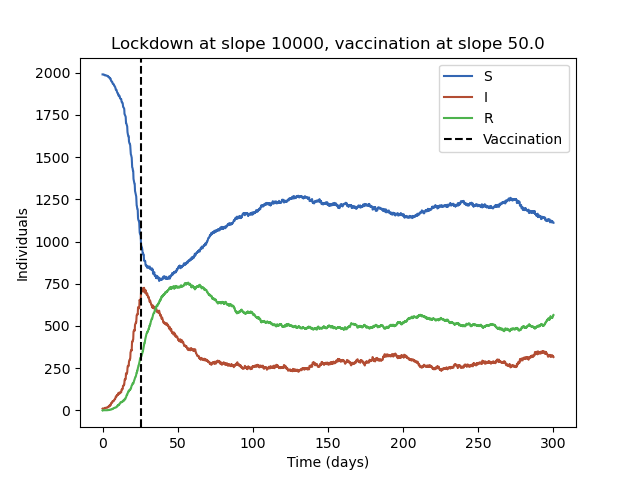 Lockdown at slope 10000, vaccination at slope 50.0
2000
1750
1500
1250
1000
750
500
250
0
Individuals
S
I
R
Vaccination
0 50 100 150 200 250 300
Time (days)